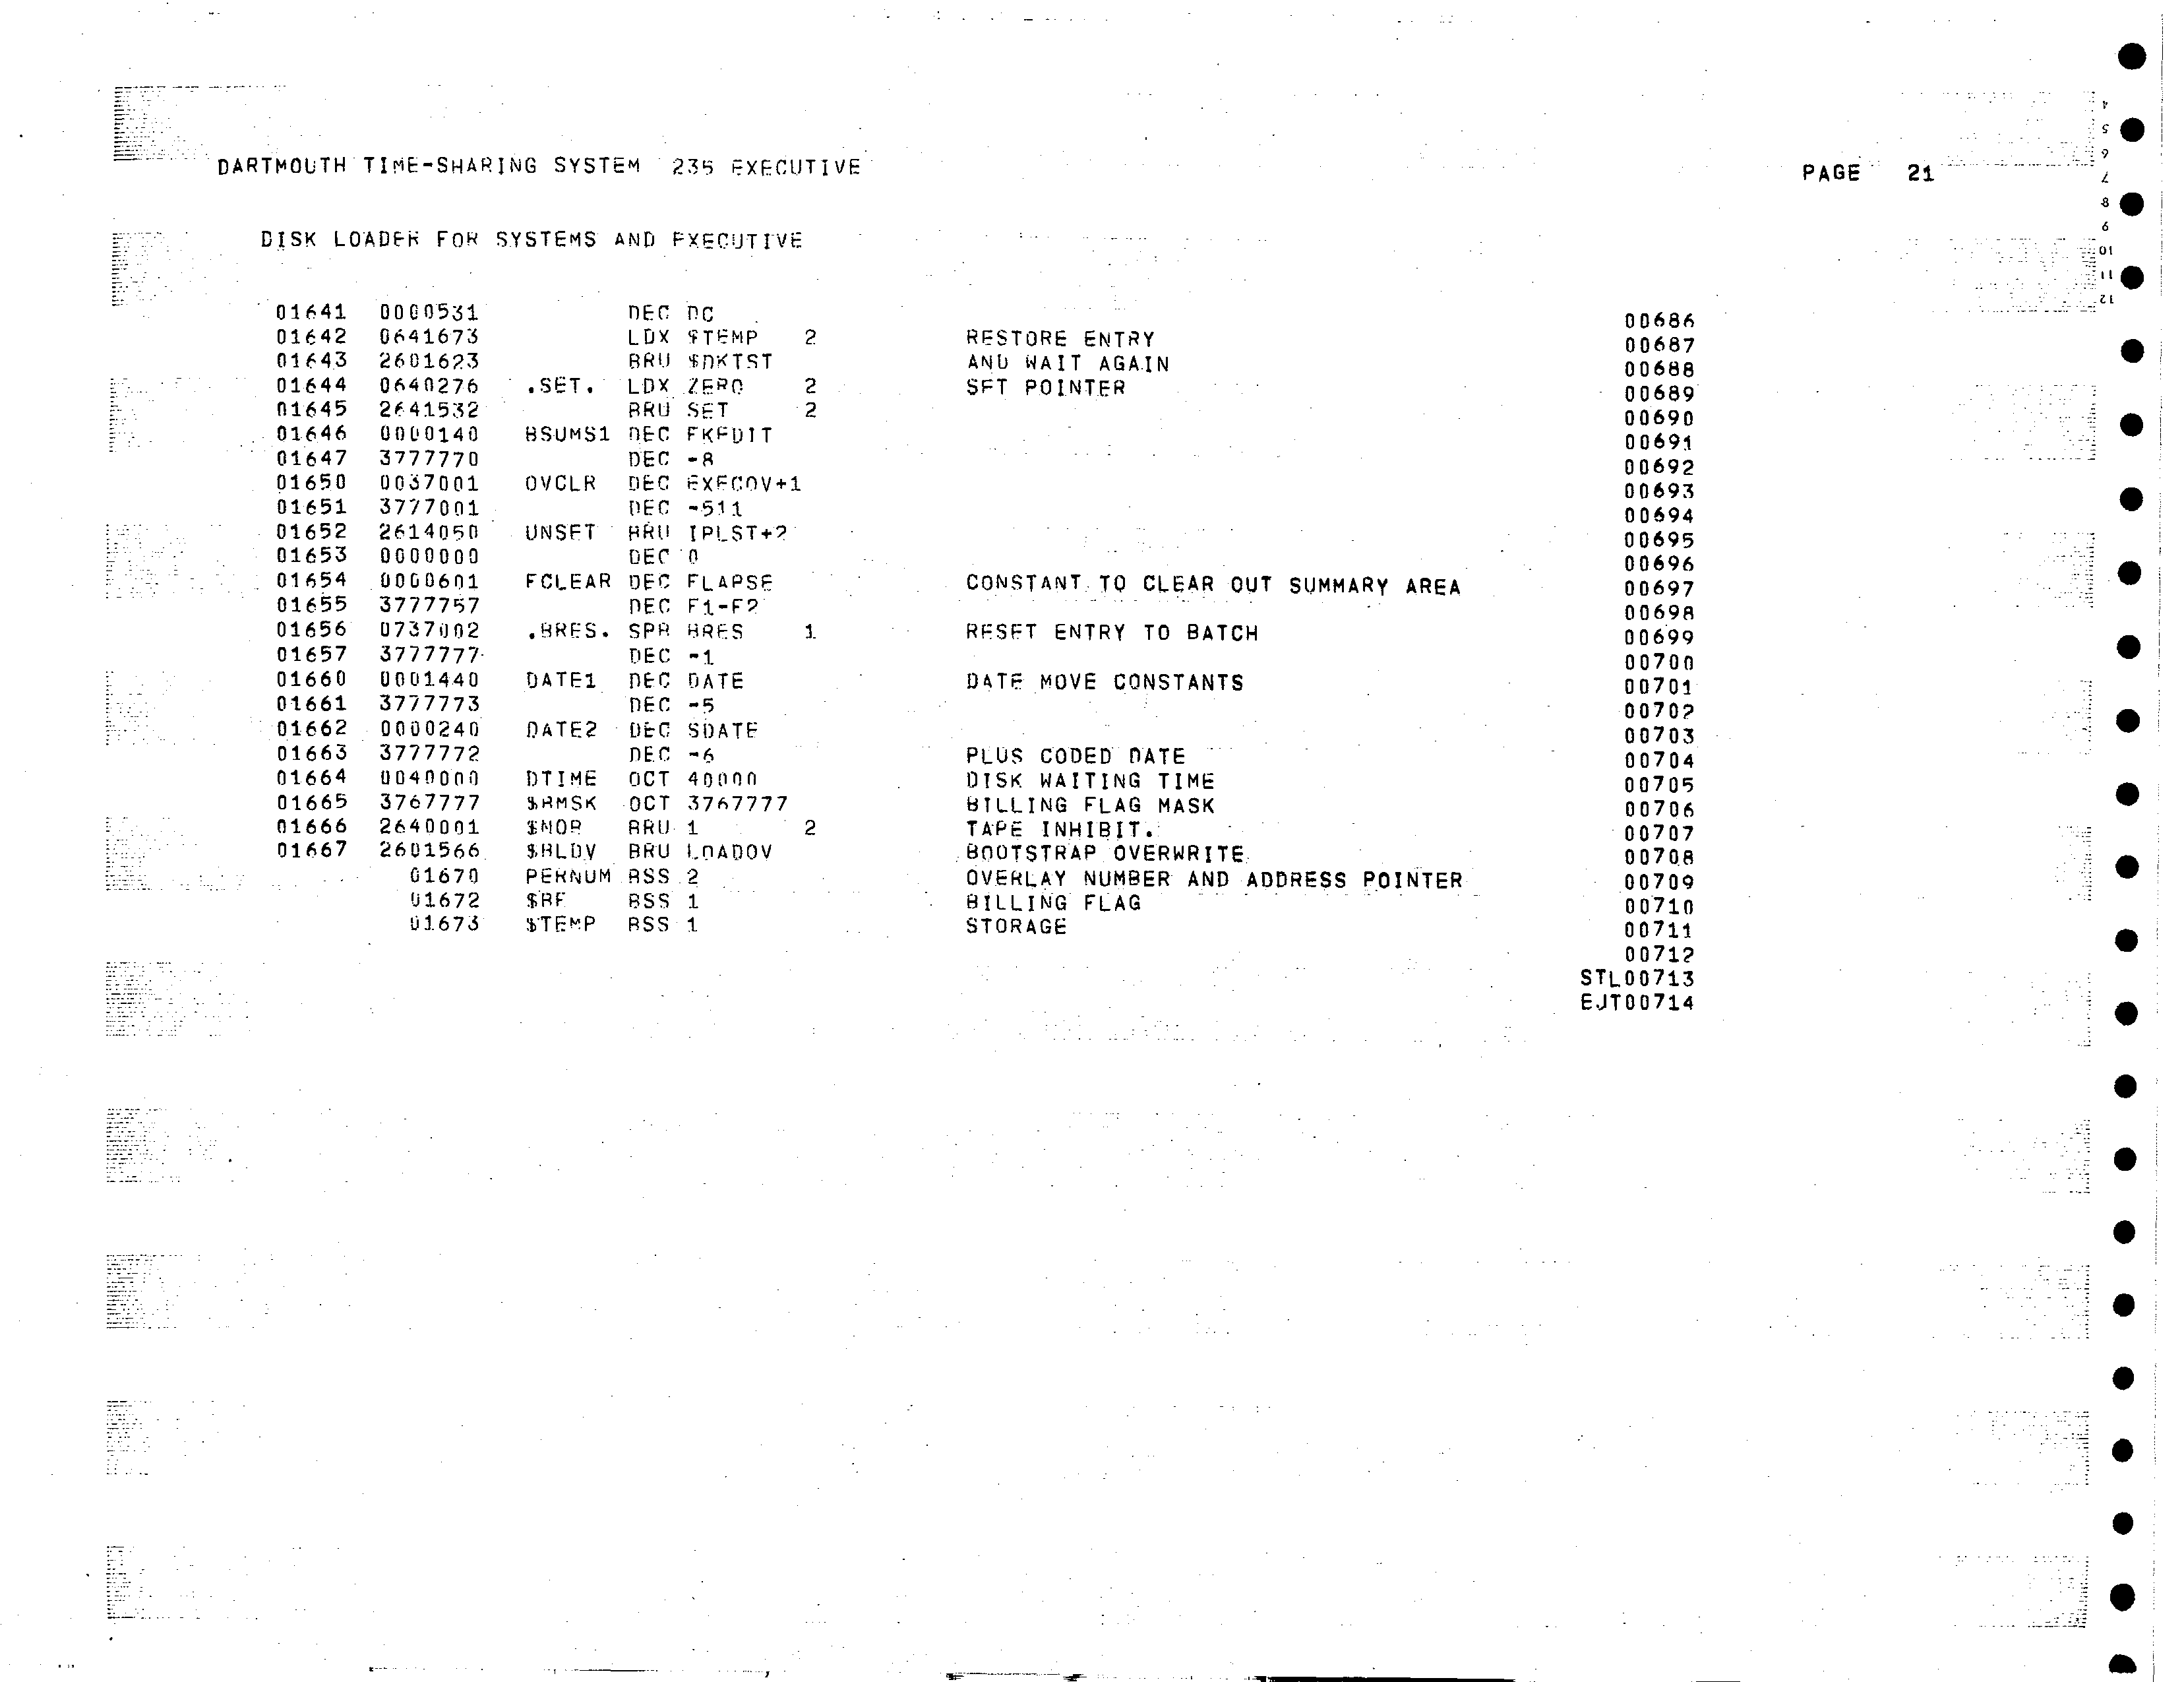 DARTMOUTH TIME-SHARING SYSTEM 235 EXECUTIVE PAGE 21
DISK LOADER FOR SYSTEMS AND EXECUTIVE
01641 0000531 DEC DC 00686
01642 0641673 LDX $TEMP 2 RESTORE ENTRY 00687
01643 2601623 BRU $DKTST AND WAIT AGAIN 00688
01644 0640276 .SET. LDX ZERO 2 SET POINTER 00689
01645 2641532 BRU SET 2 00690
01646 0000140 BSUMS1 DEC FKEDIT 00691
01647 3777770 DEC -8 00692
01650 0037001 OVCLR DEC EXECOV+1 00693
01651 3777001 DEC -511 00694
01652 2614050 UNSET BRU IPLST+2 00695
01653 0000000 DEC 0 00696
01654 0000601 FCLEAR DEC FLAPSE CONSTANT TO CLEAR OUT SUMMARY AREA 00697
01655 3777757 DEC F1-F2 00698
01656 0737002 .BRES. SPB BRES 1 RESET ENTRY TO BATCH 00699
01657 3777777 DEC -1 00700
01660 0001440 DATE1 DEC DATE DATE MOVE CONSTANTS 00701
01661 3777773 DEC -5 00702
01662 0000240 DATE2 DEC SDATE 00703
01663 3777772 DEC -6 PLUS CODED DATE 00704
01664 0040000 DTIME OCT 40000 DISK WAITING TIME 00705
01665 3767777 $BMSK OCT 3767777 BILLING FLAG MASK 00706
01666 2640001 $MOP BRU 1 2 TAPE INHIBIT. 00707
01667 2601566 $BLDV BRU LOADOV BOOTSTRAP OVERWRITE 00708
01670 PERNUM BSS 2 OVERLAY NUMBER AND ADDRESS POINTER 00709
01672 $BF BSS 1 BILLING FLAG 00710
01673 $TEMP BSS 1 STORAGE 00711
00712
STL00713
EJT00714
4
5
6
7
8
9
10
11
12